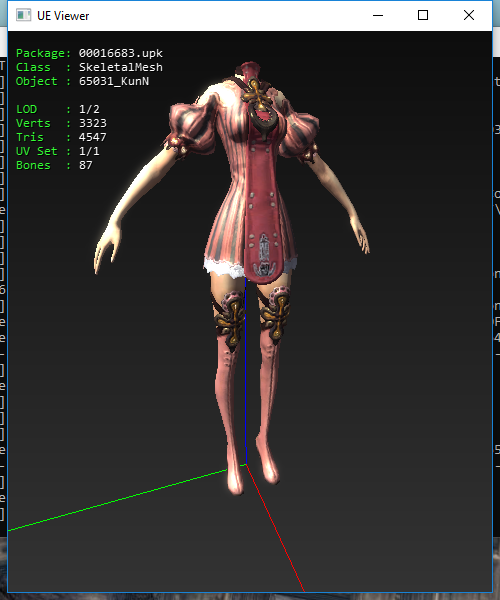 UE Viewer
Package: 00016683.upk
Class : SkeletalMesh
Object : 65031_KunN
LOD : 1/2
Verts : 3323
Tris : 4547
UV Set : 1/1
Bones : 87